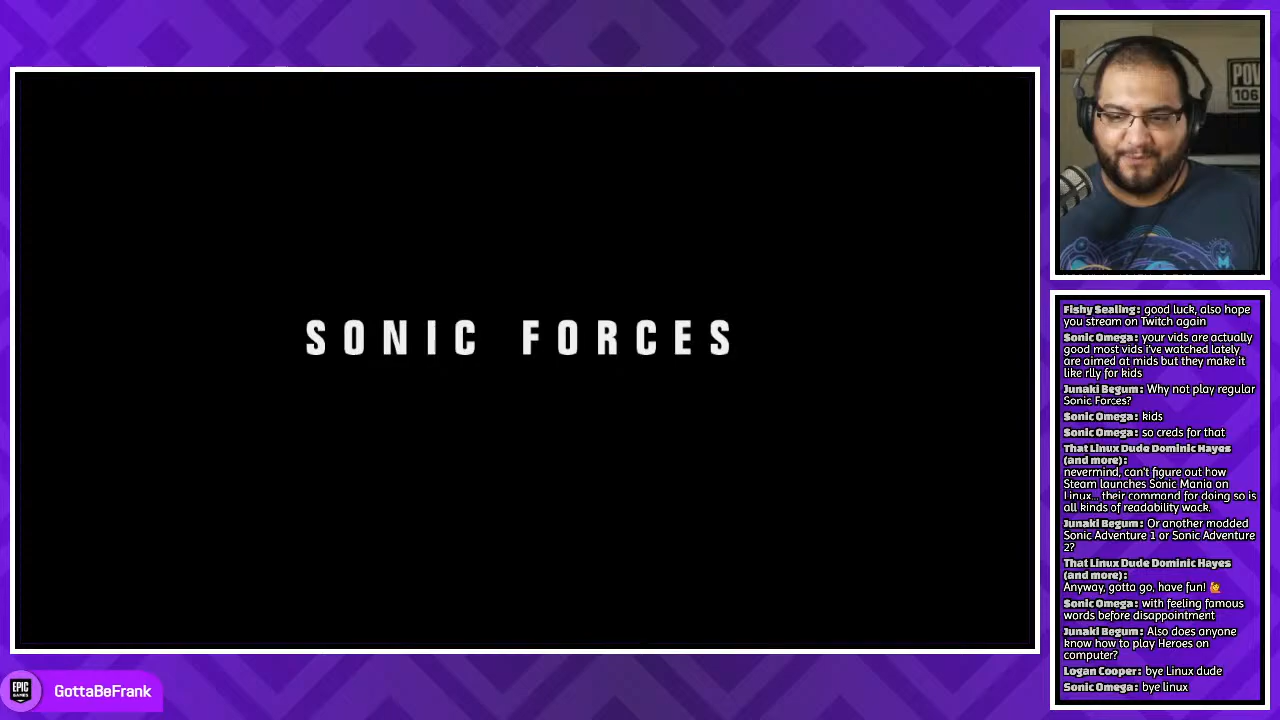 SONIC FORCES
POW
106
Fishy Sealing: good luck, also hope
you stream on Twitch again
Sonic Omega: your vids are actually
good most vids i've watched lately
are aimed at mids but they make it
like rlly for kids
Junaki Begum: Why not play regular
Sonic Forces?
Sonic Omega: kids
Sonic Omega: so creds for that
That Linux Dude Dominic Hayes
(and more):
nevermind, can't figure out how
Steam launches Sonic Mania on
Linux... their command for doing so is
all kinds of readability wack.
Junaki Begum: Or another modded
Sonic Adventure 1 or Sonic Adventure
2?
That Linux Dude Dominic Hayes
(and more):
Anyway, gotta go, have fun! 🙋
Sonic Omega: with feeling famous
words before disappointment
Junaki Begum: Also does anyone
know how to play Heroes on
computer?
Logan Cooper: bye Linux dude
Sonic Omega: bye linux
EPIC
GAMES
GottaBeFrank